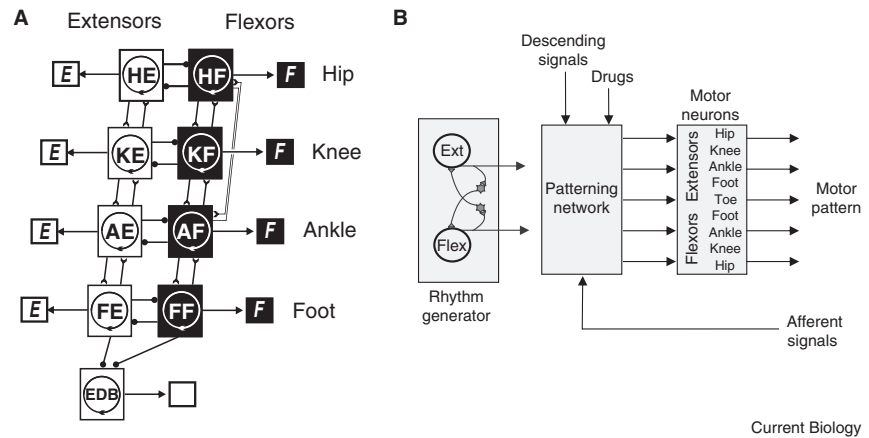 A
Extensors Flexors
E HE HF F Hip
E KE KF F Knee
E AE AF F Ankle
E FE FF F Foot
EDB
B
Descending
signals
Drugs
Motor
neurons
Ext
Flex
Rhythm
generator
Patterning
network
Extensors
Flexors
Hip
Knee
Ankle
Foot
Toe
Foot
Ankle
Knee
Hip
Motor
pattern
Afferent
signals
Current Biology